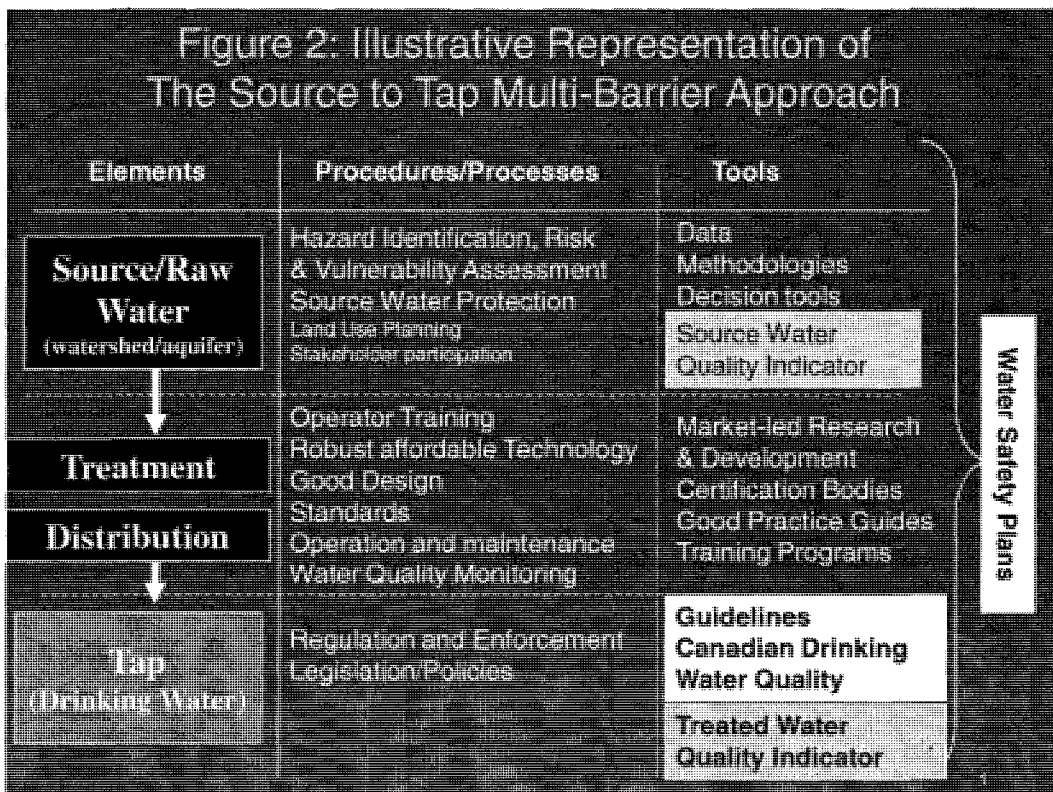 Figure 2: Illustrative Representation of
The Source to Tap Multi-Barrier Approach
Elements
Procedures/Processes
Tools
Source/Raw
Water
(watershed/aquifer)
Hazard Identification, Risk
& Vulnerability Assessment
Source Water Protection
Land Use Planning
Stakeholder participation
Data
Methodologies
Decision tools
Source Water
Quality Indicator
Treatment
Distribution
Operator Training
Robust affordable Technology
Good Design
Standards
Operation and maintenance
Water Quality Monitoring
Market-led Research
& Development
Certification Bodies
Good Practice Guides
Training Programs
Tap
(Drinking Water)
Regulation and Enforcement
Legislation/Policies
Guidelines
Canadian Drinking
Water Quality
Treated Water
Quality Indicator
Water Safety Plans
1